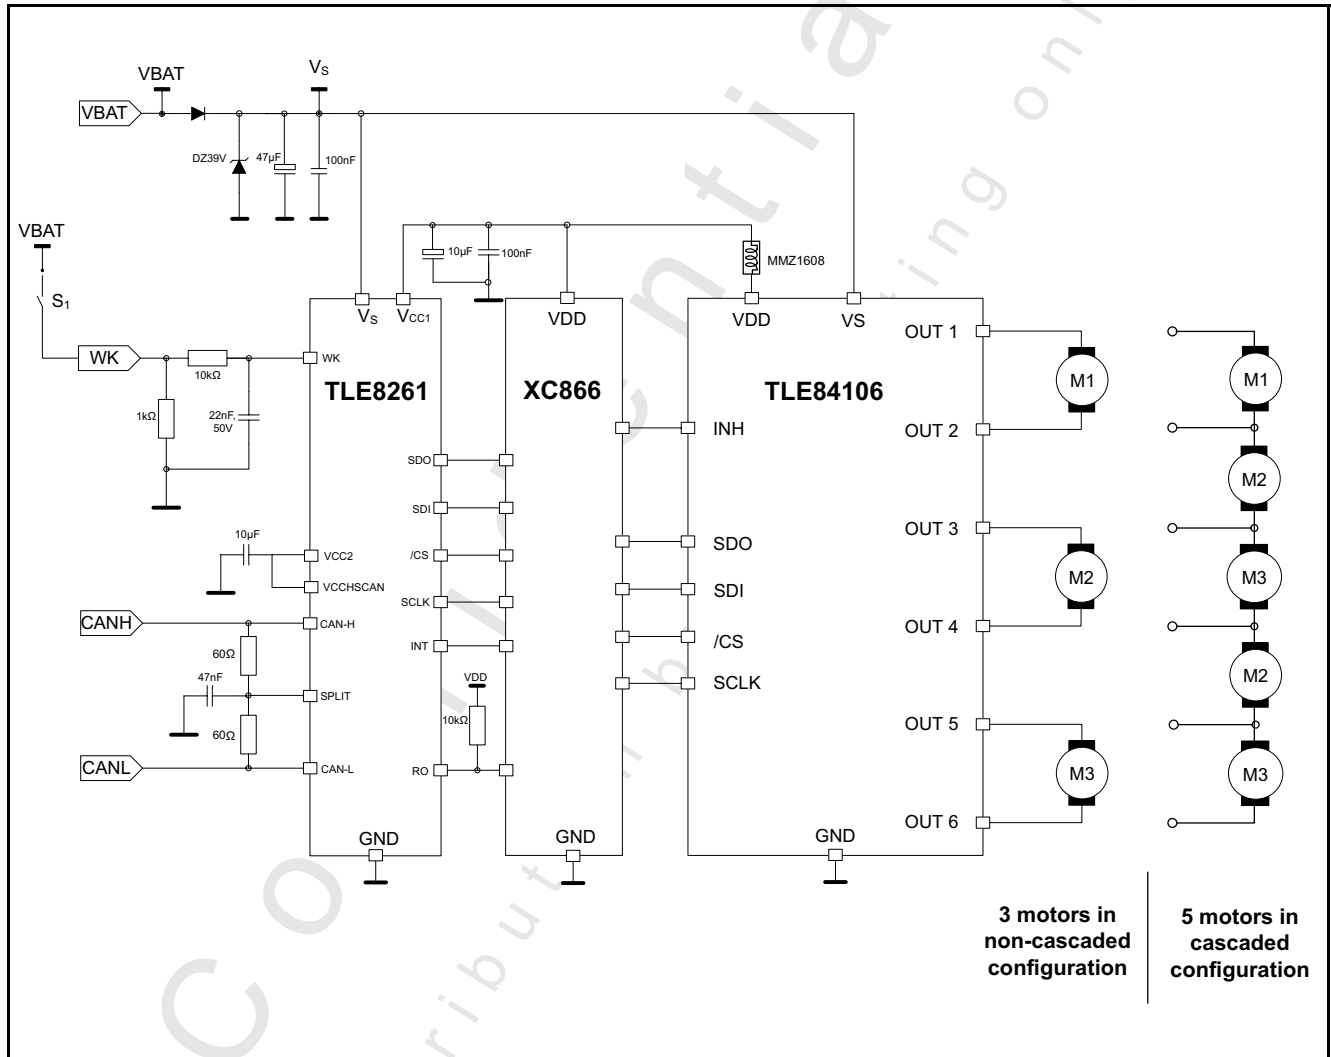 VBAT
VS
VBAT
DZ39V
47µF
100nF
VBAT
S1
10µF
100nF
MMZ1608
VS
VCC1
VDD
VDD
VS
WK
10kΩ
WK
1kΩ
22nF,
50V
TLE8261
XC866
TLE84106
OUT 1
M1
M1
INH
OUT 2
SDO
M2
SDI
10µF
VCC2
/CS
SDO
OUT 3
VCCHSCAN
SCLK
SDI
M2
M3
CANH
CAN-H
INT
/CS
OUT 4
60Ω
47nF
SPLIT
VDD
SCLK
M2
60Ω
10kΩ
OUT 5
CANL
CAN-L
RO
M3
M3
OUT 6
GND
GND
GND
3 motors in
non-cascaded
configuration
5 motors in
cascaded
configuration